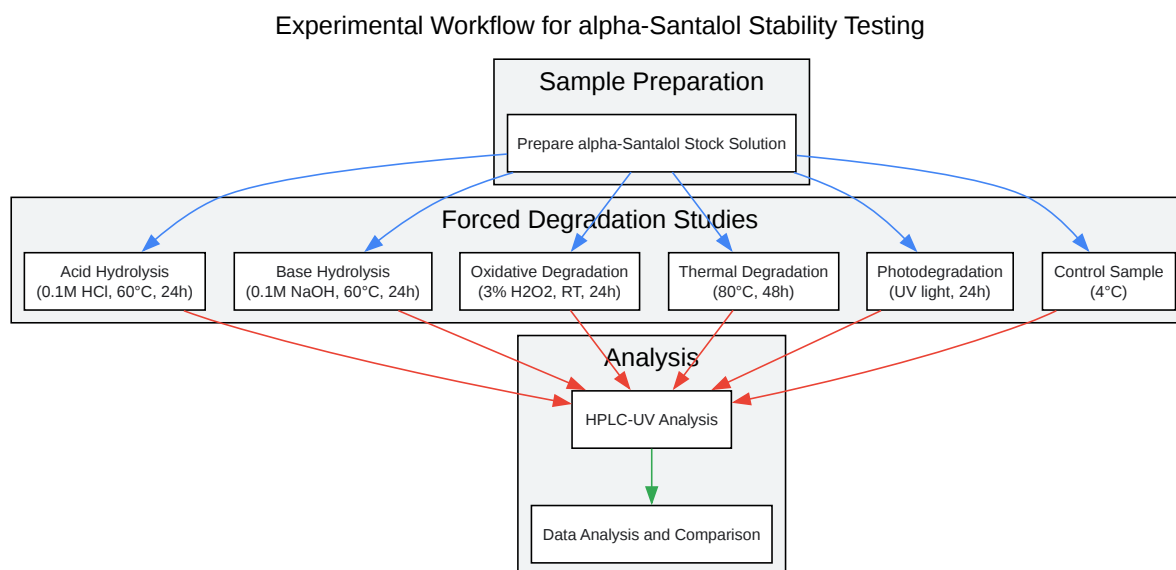 Experimental Workflow for alpha-Santalol Stability Testing
Sample Preparation
Prepare alpha-Santalol Stock Solution
Forced Degradation Studies
Acid Hydrolysis
(0.1M HCl, 60°C, 24h)
Base Hydrolysis
(0.1M NaOH, 60°C, 24h)
Oxidative Degradation
(3% H2O2, RT, 24h)
Thermal Degradation
(80°C, 48h)
Photodegradation
(UV light, 24h)
Control Sample
(4°C)
Analysis
HPLC-UV Analysis
Data Analysis and Comparison